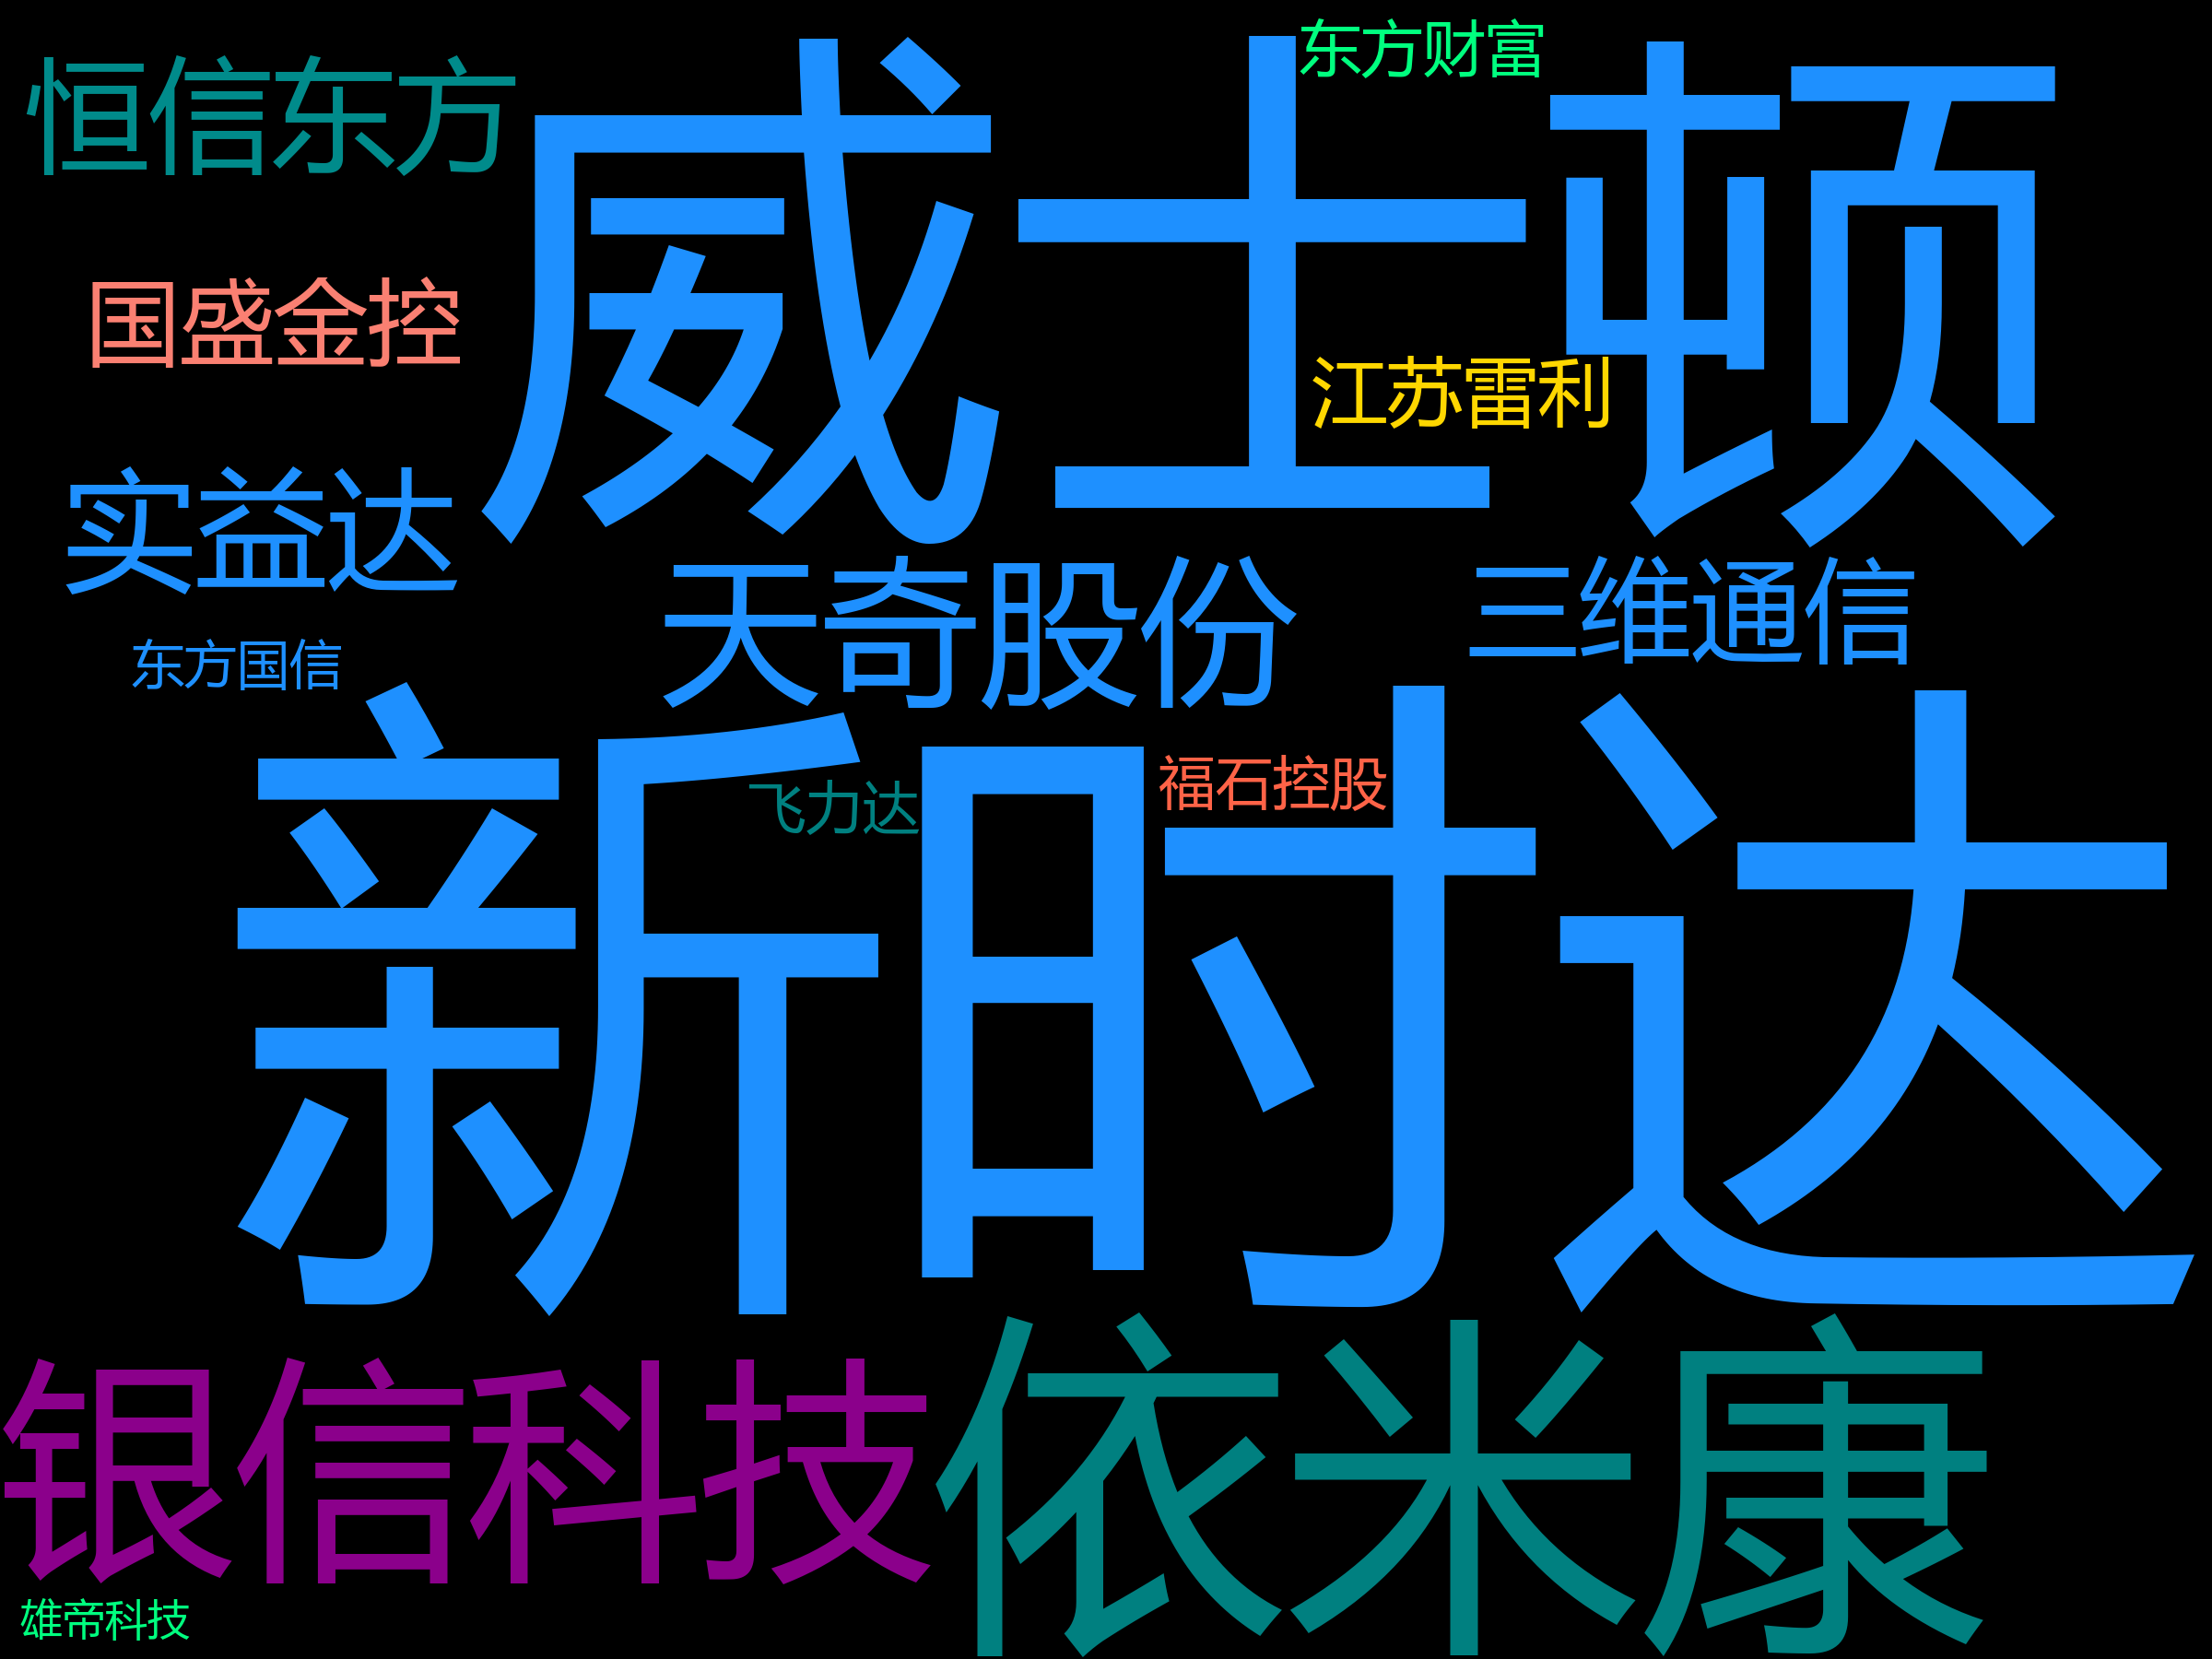 东方财富
恒信东方
威士顿
国盛金控
江苏雷利
实益达
天奇股份
三维通信
东方国信
新时达
福石控股
飞力达
银信科技
依米康
雄帝科技